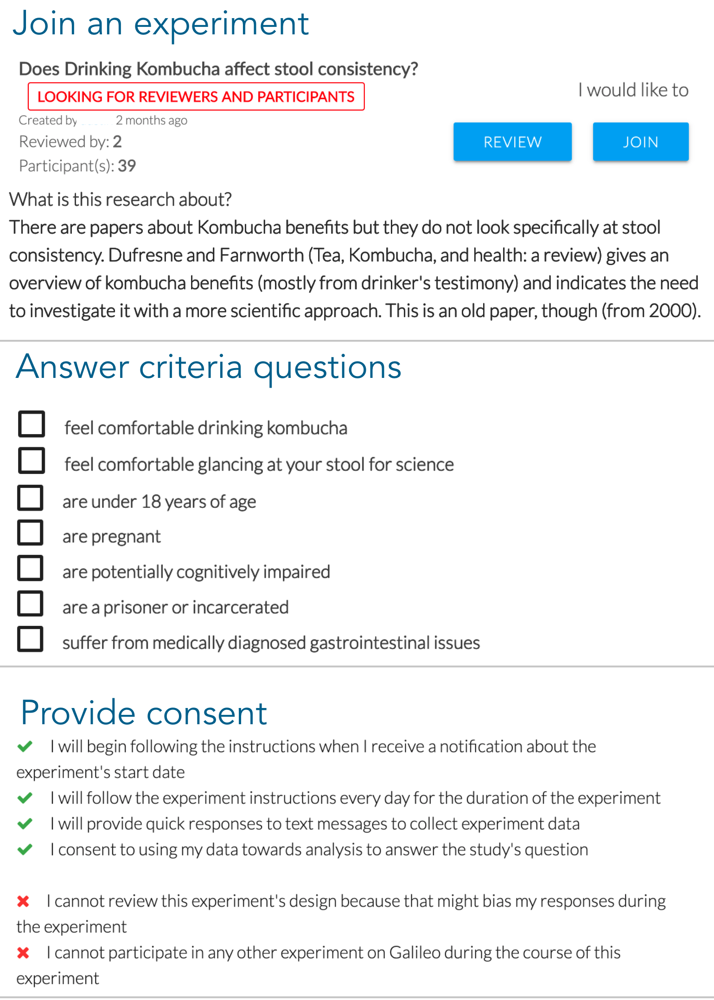 Join an experiment
Does Drinking Kombucha affect stool consistency?
LOOKING FOR REVIEWERS AND PARTICIPANTS
I would like to
Created by 2 months ago
Reviewed by: 2
Participant(s): 39
REVIEW
JOIN
What is this research about?
There are papers about Kombucha benefits but they do not look specifically at stool
consistency. Dufresne and Farnworth (Tea, Kombucha, and health: a review) gives an
overview of kombucha benefits (mostly from drinker's testimony) and indicates the need
to investigate it with a more scientific approach. This is an old paper, though (from 2000).
Answer criteria questions
feel comfortable drinking kombucha
feel comfortable glancing at your stool for science
are under 18 years of age
are pregnant
are potentially cognitively impaired
are a prisoner or incarcerated
suffer from medically diagnosed gastrointestinal issues
Provide consent
I will begin following the instructions when I receive a notification about the
experiment's start date
I will follow the experiment instructions every day for the duration of the experiment
I will provide quick responses to text messages to collect experiment data
I consent to using my data towards analysis to answer the study's question
I cannot review this experiment's design because that might bias my responses during
the experiment
I cannot participate in any other experiment on Galileo during the course of this
experiment